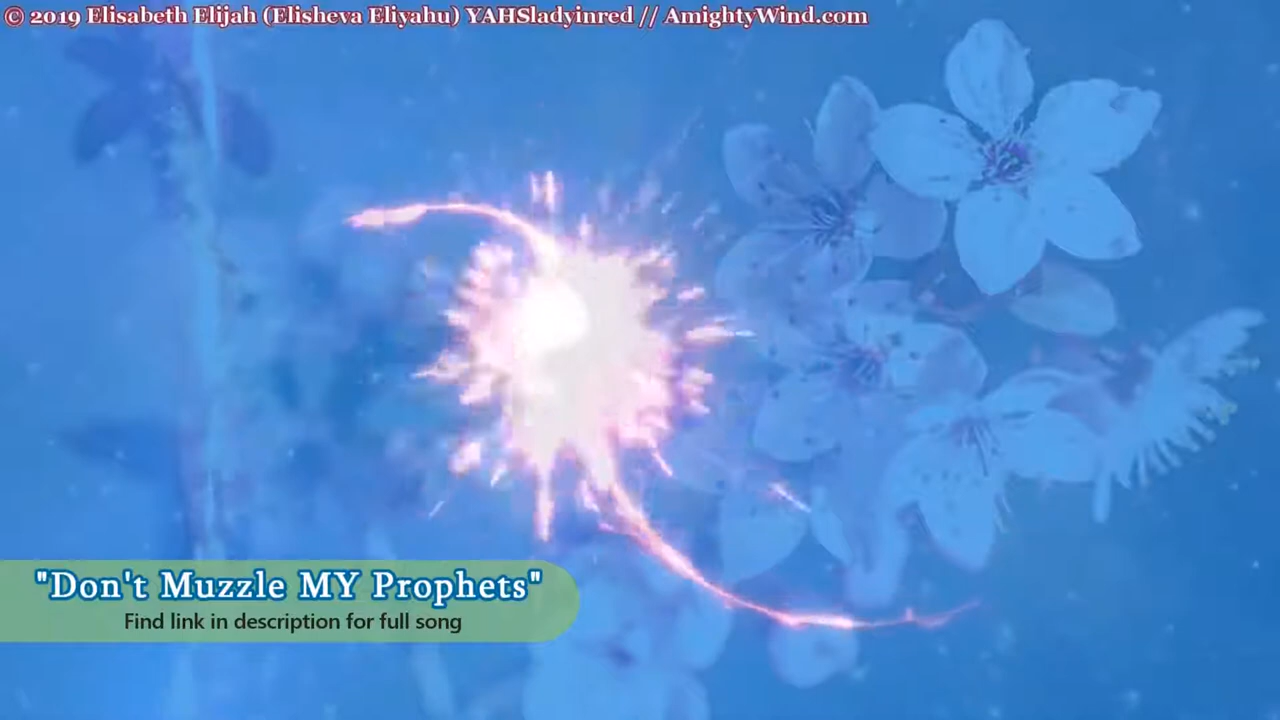 © 2019 Elisabeth Elijah (Elisheva Eliyahu) YAHSladyinred // AmightyWind.com
"Don't Muzzle MY Prophets"
Find link in description for full song